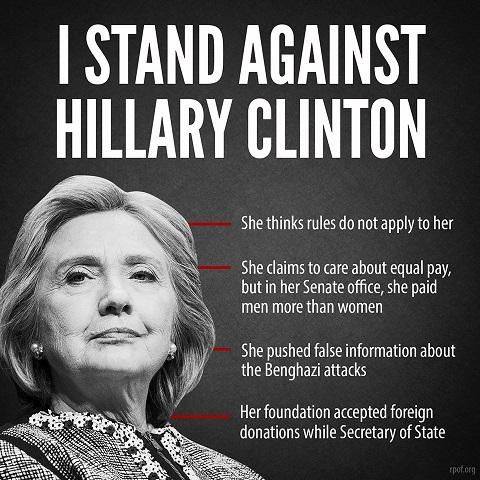 I STAND AGAINST
HILLARY CLINTON
She thinks rules do not apply to her
She claims to care about equal pay,
but in her Senate office, she paid
men more than women
She pushed false information about
the Benghazi attacks
Her foundation accepted foreign
donations while Secretary of State
rpof.org